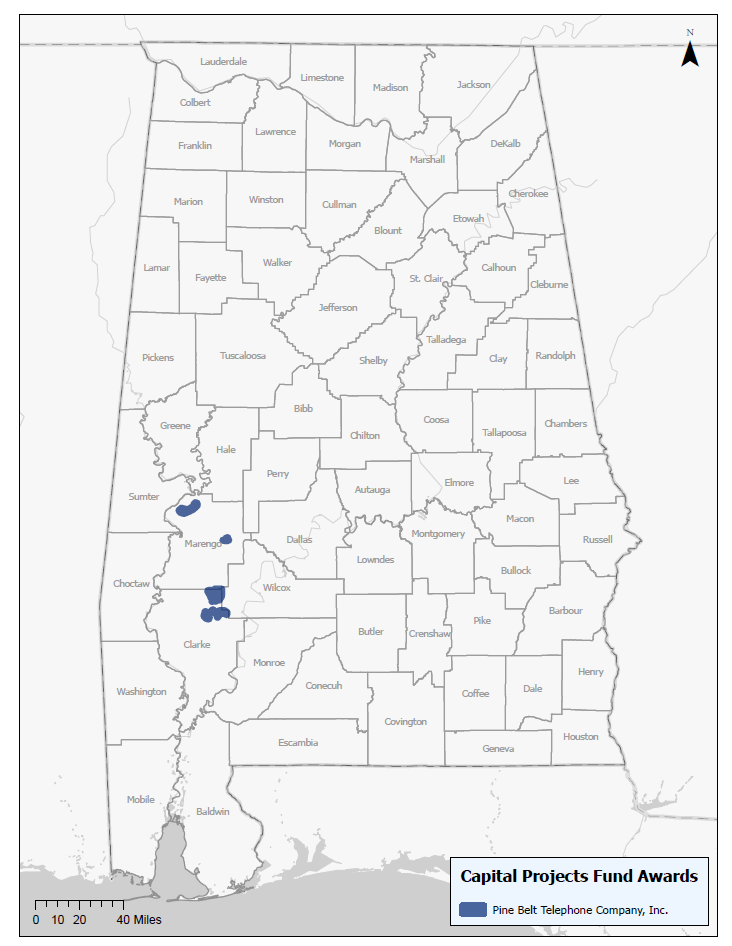 N
Lauderdale
Limestone
Madison
Jackson
Colbert
Lawrence
Franklin
Morgan
DeKalb
Marshall
Marion
Winston
Cullman
Cherokee
Etowah
Blount
Lamar
Fayette
Walker
St. Clair
Calhoun
Cleburne
Jefferson
Talladega
Pickens
Tuscaloosa
Shelby
Clay
Randolph
Greene
Bibb
Coosa
Chambers
Hale
Chilton
Tallapoosa
Perry
Sumter
Autauga
Elmore
Lee
Macon
Marengo
Dallas
Montgomery
Russell
Lowndes
Choctaw
Wilcox
Bullock
Clarke
Butler
Crenshaw
Pike
Barbour
Monroe
Conecuh
Henry
Washington
Covington
Coffee
Dale
Escambia
Geneva
Houston
Mobile
Baldwin
Capital Projects Fund Awards
Pine Belt Telephone Company, Inc.
0 10 20 40 Miles